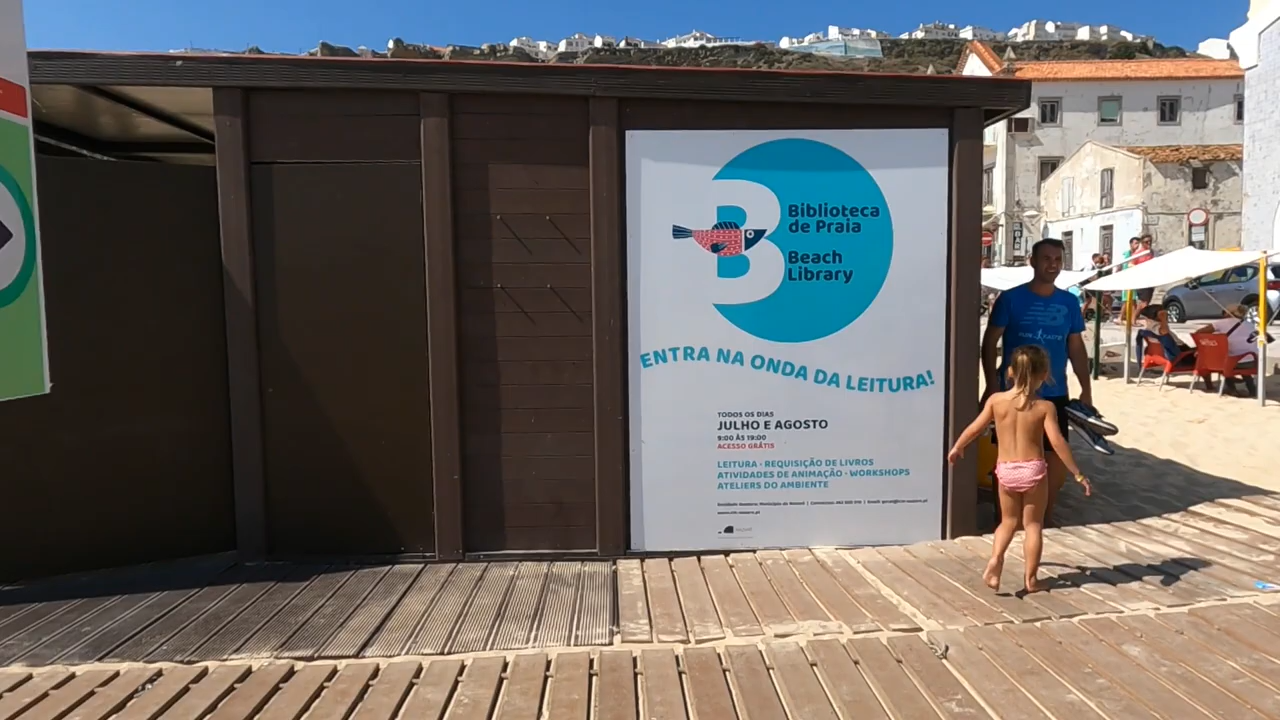 B
Biblioteca
de Praia
Beach
Library
ENTRA NA ONDA DA LEITURA!
TODOS OS DIAS
JULHO E AGOSTO
9:00 ÀS 19:00
ACESSO GRÁTIS
LEITURA · REQUISIÇÃO DE LIVROS
ATIVIDADES DE ANIMAÇÃO · WORKSHOPS
ATELIERS DO AMBIENTE